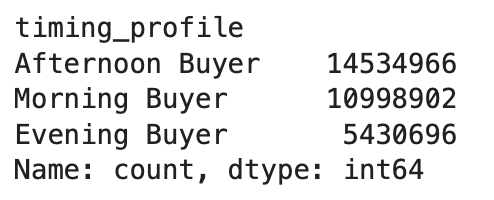 timing_profile
Afternoon Buyer    14534966
Morning Buyer      10998902
Evening Buyer       5430696
Name: count, dtype: int64